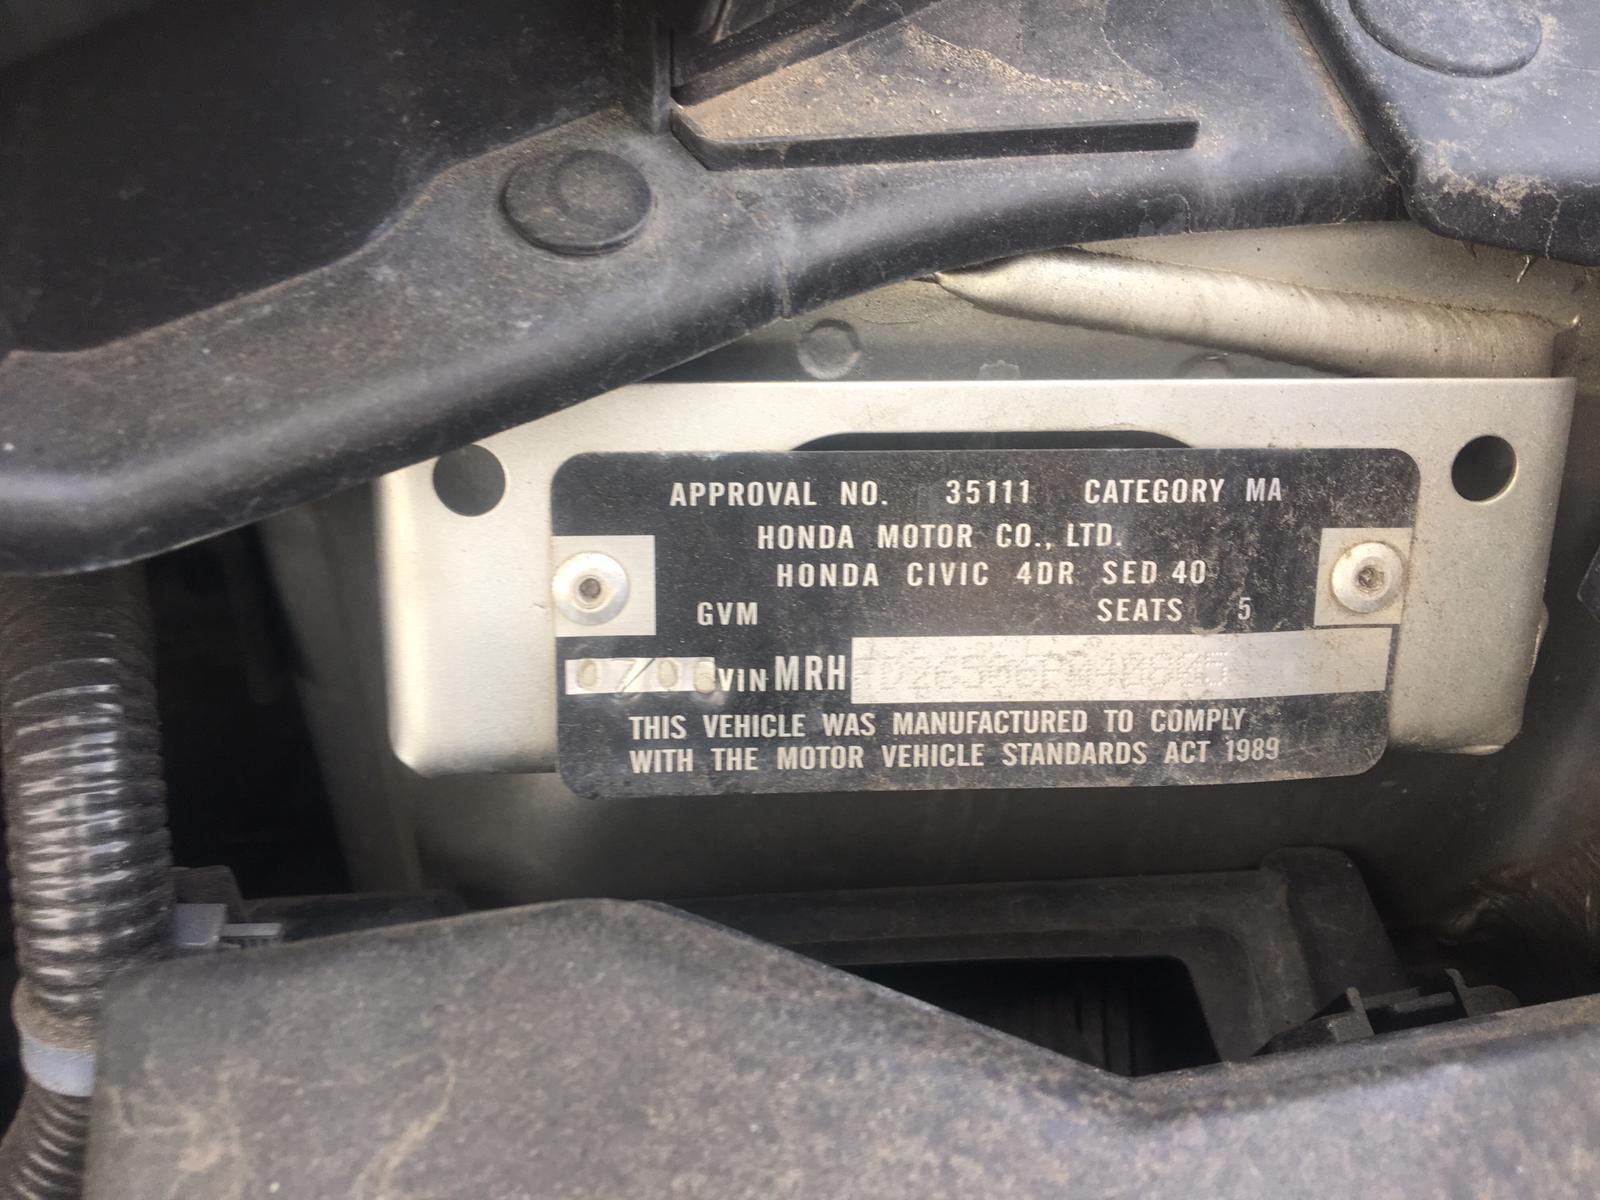 APPROVAL NO. 35111 CATEGORY MA
HONDA MOTOR CO., LTD.
HONDA CIVIC 4DR SED 40
GVM SEATS 5
VIN MRH
THIS VEHICLE WAS MANUFACTURED TO COMPLY
WITH THE MOTOR VEHICLE STANDARDS ACT 1989